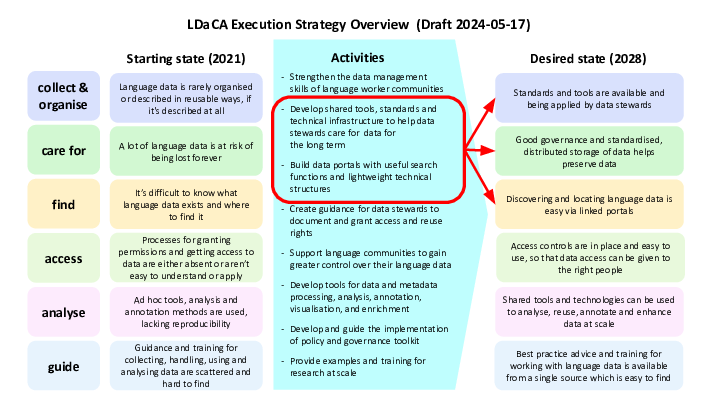 LDaCA Execution Strategy Overview (Draft 2024-05-17)
Starting state (2021)
Activities
Desired state (2028)
collect &
organise
Language data is rarely organised
or described in reusable ways, if
it's described at all
care for
A lot of language data is at risk of
being lost forever
find
It's difficult to know what
language data exists and where
to find it
access
Processes for granting
permissions and getting access to
data are either absent or aren't
easy to understand or apply
analyse
Ad hoc tools, analysis and
annotation methods are used,
lacking reproducibility
guide
Guidance and training for
collecting, handling, using and
analysing data are scattered and
hard to find
- Strengthen the data management
skills of language worker communities
- Develop shared tools, standards and
technical infrastructure to help data
stewards care for data for
the long term
- Build data portals with useful search
functions and lightweight technical
structures
- Create guidance for data stewards to
document and grant access and reuse
rights
- Support language communities to gain
greater control over their language data
- Develop tools for data and metadata
processing, analysis, annotation,
visualisation, and enrichment
- Develop and guide the implementation
of policy and governance toolkit
- Provide examples and training for
research at scale
Standards and tools are available and
being applied by data stewards
Good governance and standardised,
distributed storage of data helps
preserve data
Discovering and locating language data is
easy via linked portals
Access controls are in place and easy to
use, so that data access can be given to
the right people
Shared tools and technologies can be used
to analyse, reuse, annotate and enhance
data at scale
Best practice advice and training for
working with language data is available
from a single source which is easy to find